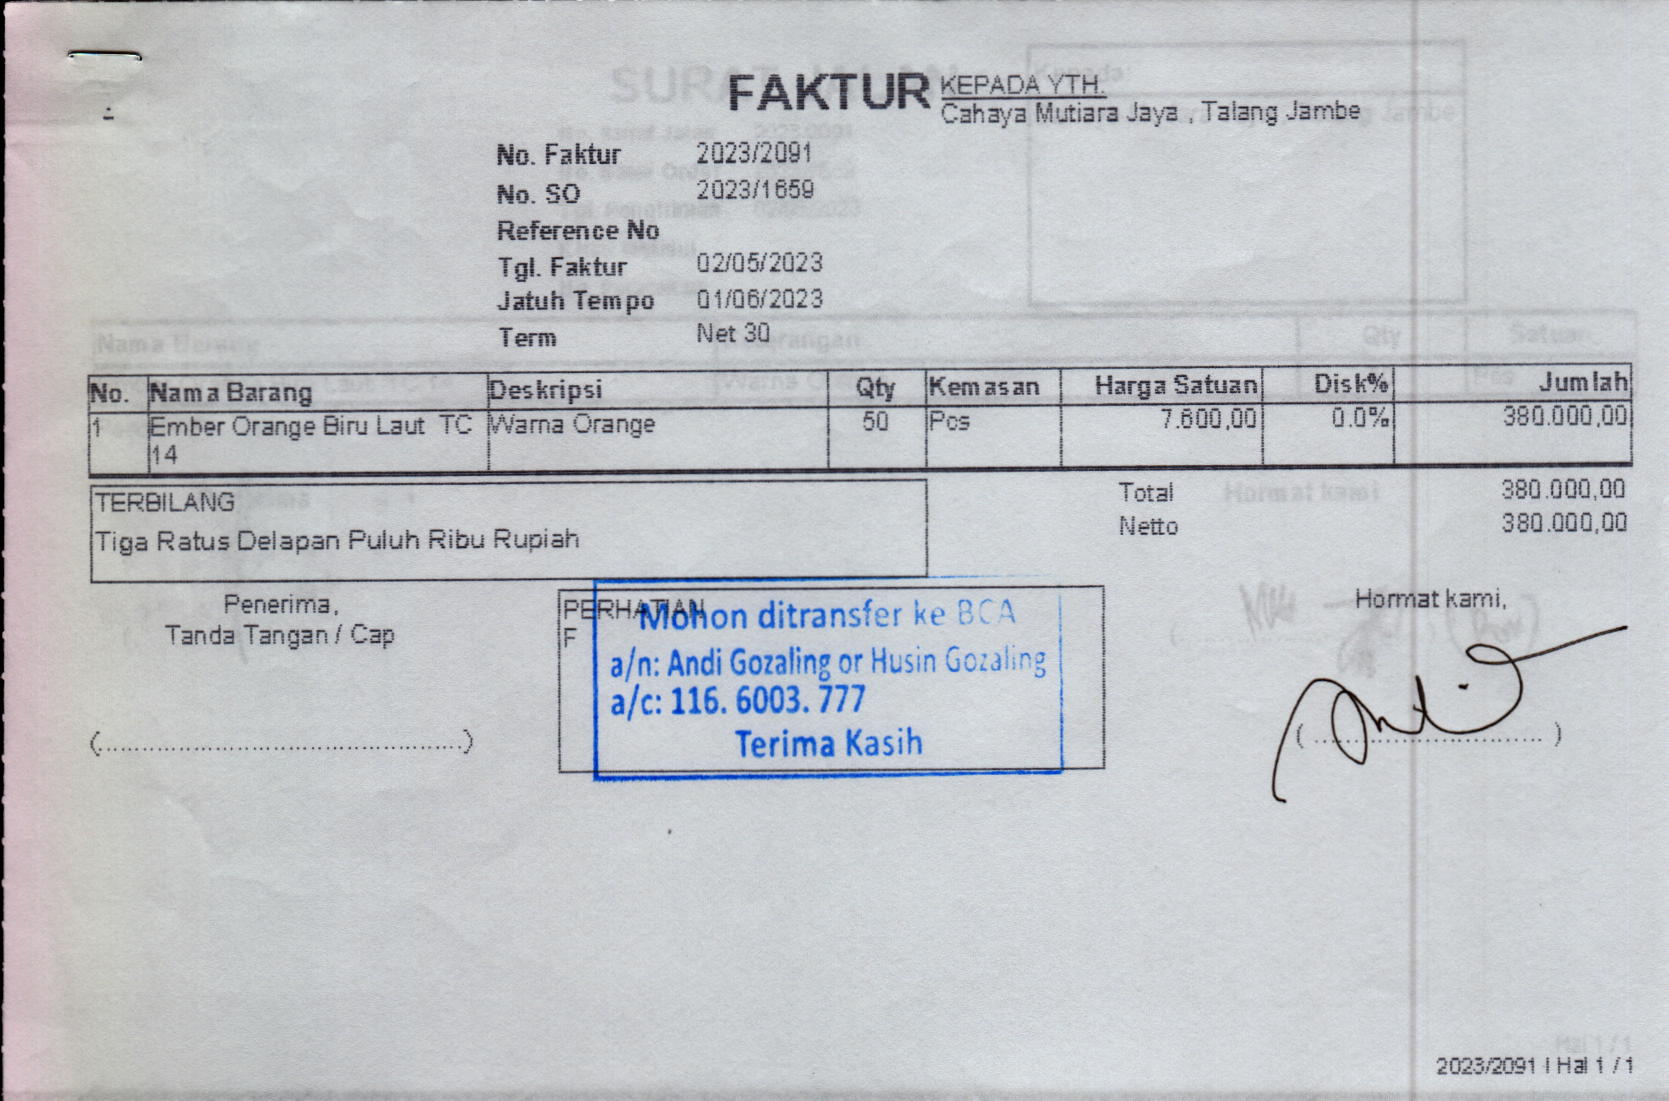 FAKTUR
KEPADA YTH.
Cahaya Mutiara Jaya , Talang Jambe
No. Faktur 2023/2091
No. SO 2023/1659
Reference No
Tgl. Faktur 02/05/2023
Jatuh Tempo 01/06/2023
Term Net 30
No. Nama Barang Deskripsi Qty Kemasan Harga Satuan Disk% Jumlah
1 Ember Orange Biru Laut TC Warna Orange 50 Pcs 7.600,00 0.0% 380.000,00
14
TERBILANG
Tiga Ratus Delapan Puluh Ribu Rupiah
Total 380.000,00
Netto 380.000,00
Penerima,
Tanda Tangan / Cap
(..............................................)
PERHATIAN
F
Mohon ditransfer ke BCA
a/n: Andi Gozaling or Husin Gozaling
a/c: 116. 6003. 777
Terima Kasih
Hormat kami,
( ............................. )
2023/2091 I Hal 1 / 1